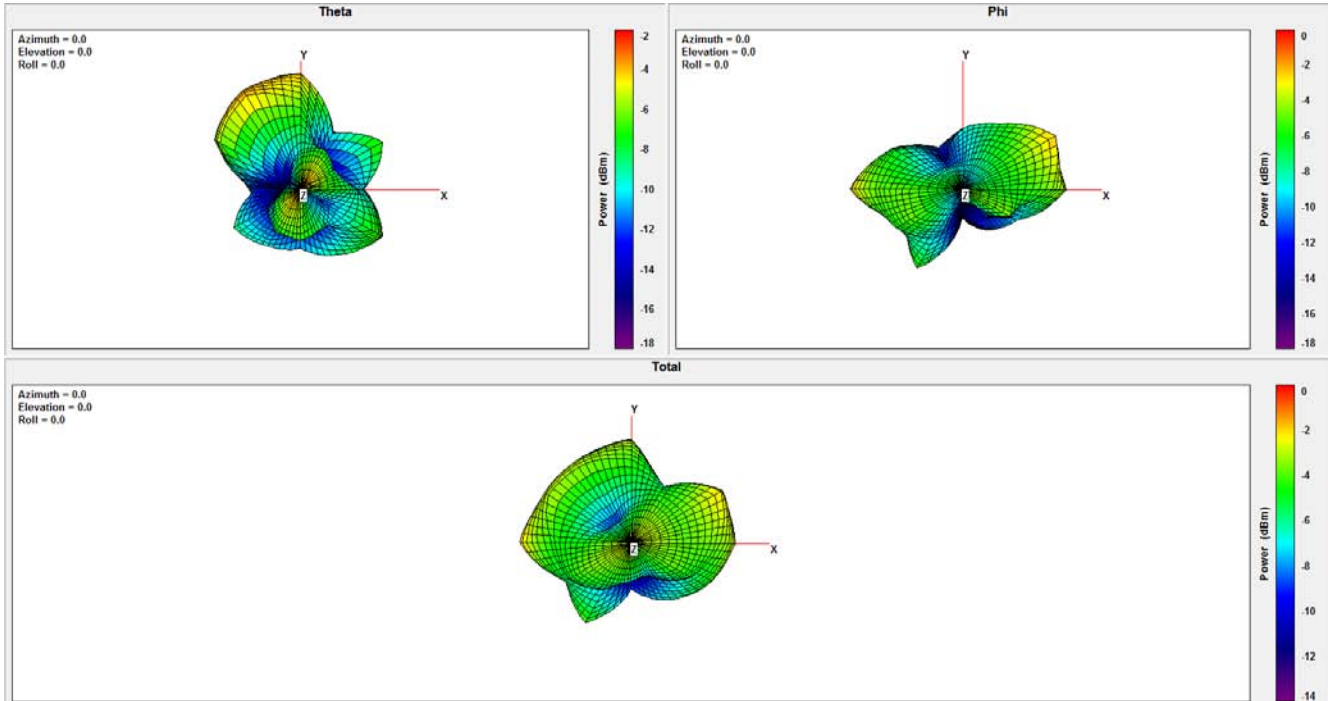 Theta
Azimuth = 0.0
Elevation = 0.0
Roll = 0.0
Y
X
Z
-2
-4
-6
-8
-10
-12
-14
-16
-18
Power (dBm)
Phi
Azimuth = 0.0
Elevation = 0.0
Roll = 0.0
Y
X
Z
0
-2
-4
-6
-8
-10
-12
-14
-16
-18
Power (dBm)
Total
Azimuth = 0.0
Elevation = 0.0
Roll = 0.0
Y
X
Z
0
-2
-4
-6
-8
-10
-12
-14
Power (dBm)